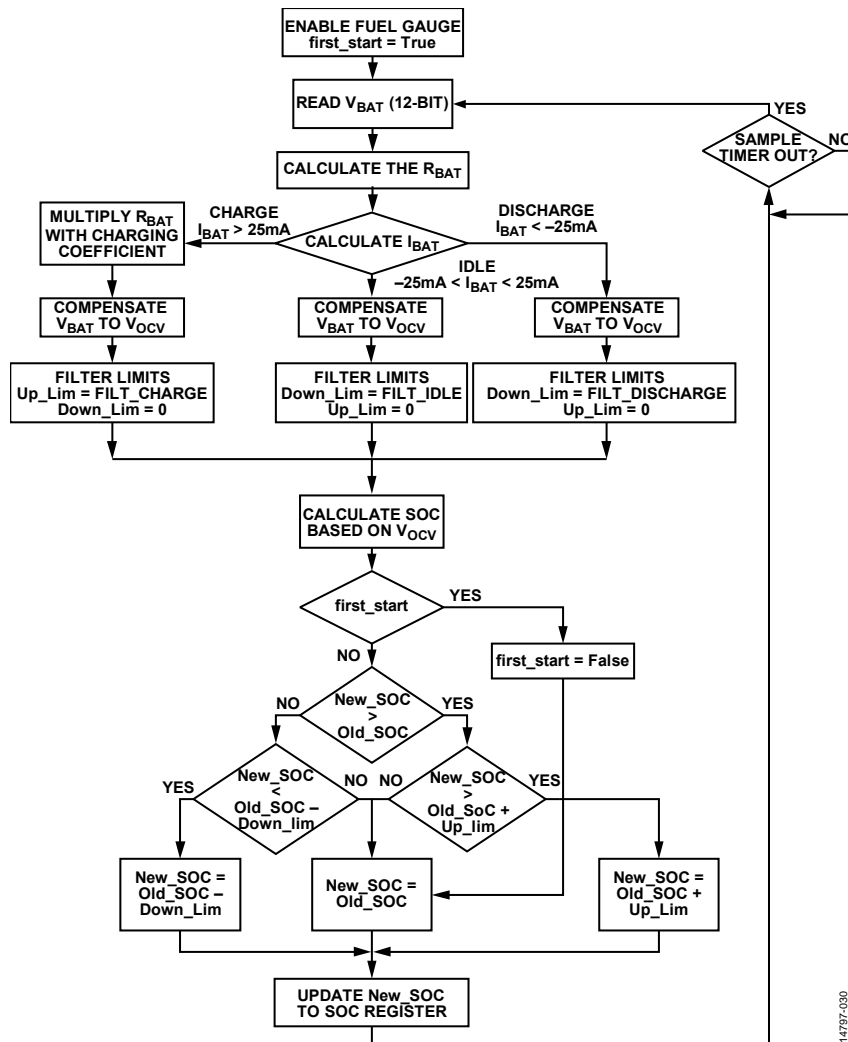 ENABLE FUEL GAUGE
first_start = True
READ VBAT (12-BIT)
YES
SAMPLE
TIMER OUT?
NO
CALCULATE THE RBAT
MULTIPLY RBAT
WITH CHARGING
COEFFICIENT
CHARGE
IBAT > 25mA
CALCULATE IBAT
DISCHARGE
IBAT < –25mA
IDLE
–25mA < IBAT < 25mA
COMPENSATE
VBAT TO VOCV
COMPENSATE
VBAT TO VOCV
COMPENSATE
VBAT TO VOCV
FILTER LIMITS
Up_Lim = FILT_CHARGE
Down_Lim = 0
FILTER LIMITS
Down_Lim = FILT_IDLE
Up_Lim = 0
FILTER LIMITS
Down_Lim = FILT_DISCHARGE
Up_Lim = 0
CALCULATE SOC
BASED ON VOCV
first_start
YES
NO
first_start = False
New_SOC
>
Old_SOC
NO
YES
YES
New_SOC
<
Old_SOC –
Down_lim
NO
NO
New_SOC
>
Old_SoC +
Up_lim
YES
New_SOC =
Old_SOC –
Down_Lim
New_SOC =
Old_SOC
New_SOC =
Old_SOC +
Up_Lim
UPDATE New_SOC
TO SOC REGISTER
14797-030